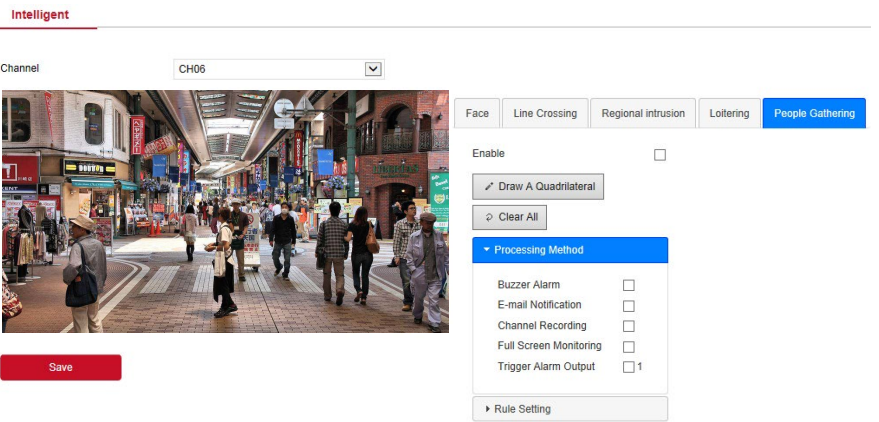 Intelligent
Channel
CH06
Face
Line Crossing
Regional intrusion
Loitering
People Gathering
Enable
Draw A Quadrilateral
Clear All
Processing Method
Buzzer Alarm
E-mail Notification
Channel Recording
Full Screen Monitoring
Trigger Alarm Output
1
Rule Setting
Save